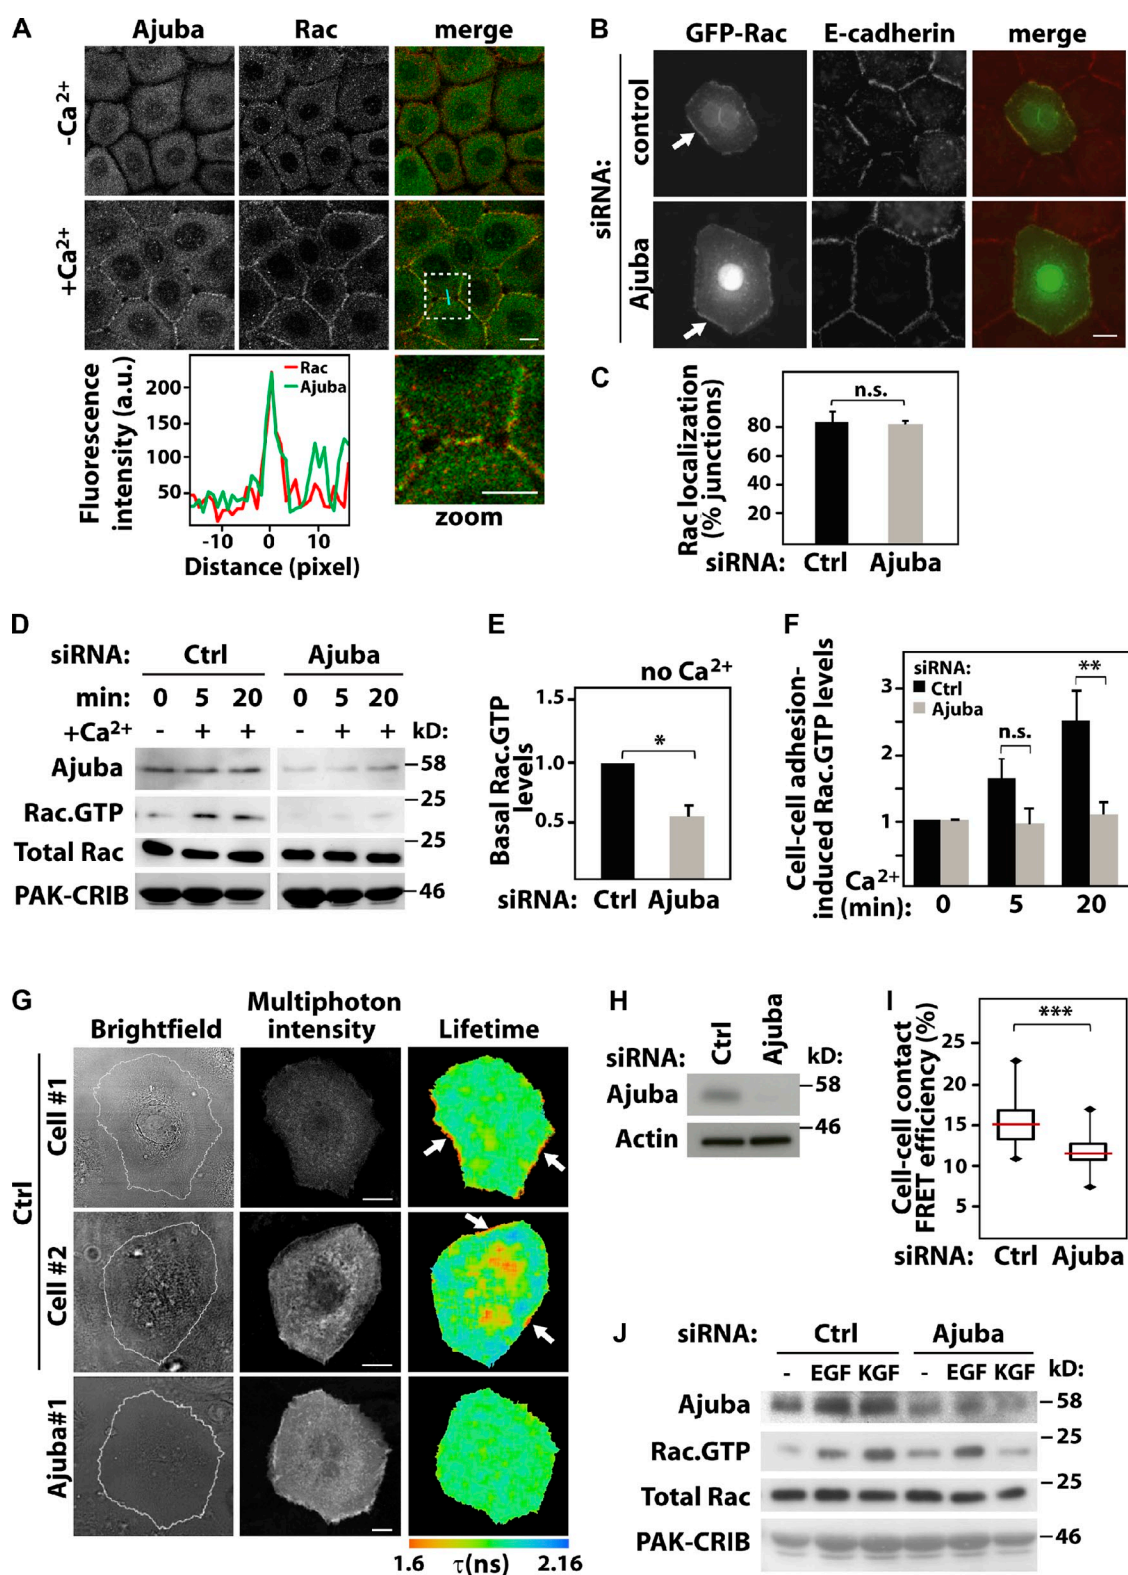 A
Ajuba Rac merge
-Ca2+
+Ca2+
Fluorescence
intensity (a.u.)
200
150
100
50
Rac
Ajuba
-10 0 10
Distance (pixel)
zoom
B
GFP-Rac E-cadherin merge
siRNA:
control
Ajuba
C
Rac localization
(% junctions)
80
60
40
20
n.s.
siRNA: Ctrl Ajuba
D
siRNA: Ctrl Ajuba
min: 0 5 20 0 5 20
+Ca2+ - + + - + + kD:
Ajuba 58
Rac.GTP 25
Total Rac 25
PAK-CRIB 46
E
no Ca2+
Basal Rac.GTP
levels
1.5
1.0
0.5
*
siRNA: Ctrl Ajuba
F
Cell-cell adhesion-
induced Rac.GTP levels
3
2
1
siRNA:
Ctrl
Ajuba
n.s.
**
Ca2+
(min): 0 5 20
G
Brightfield Multiphoton intensity Lifetime
Ctrl
Cell #1
Cell #2
Ajuba#1
1.6 τ(ns) 2.16
H
siRNA: Ctrl Ajuba kD:
Ajuba 58
Actin 46
I
Cell-cell contact
FRET efficiency (%)
25
20
15
10
5
***
siRNA: Ctrl Ajuba
J
siRNA: Ctrl Ajuba
- EGF KGF - EGF KGF kD:
Ajuba 58
Rac.GTP 25
Total Rac 25
PAK-CRIB 46